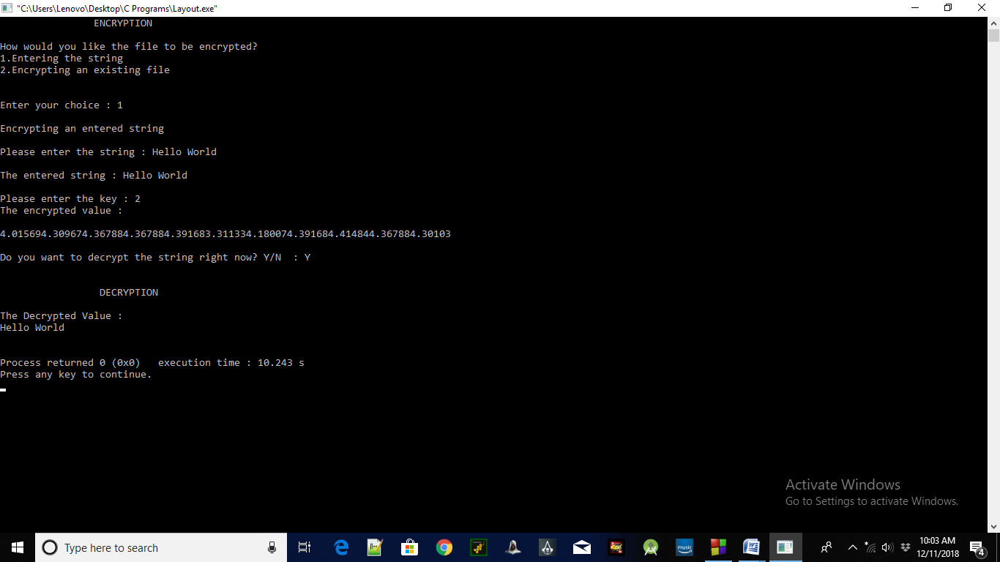 "C:\Users\Lenovo\Desktop\C Programs\Layout.exe"
ENCRYPTION
How would you like the file to be encrypted?
1.Entering the string
2.Encrypting an existing file
Enter your choice : 1
Encrypting an entered string
Please enter the string : Hello World
The entered string : Hello World
Please enter the key : 2
The encrypted value :
4.015694.309674.367884.367884.391683.311334.180074.391684.414844.367884.30103
Do you want to decrypt the string right now? Y/N  : Y
DECRYPTION
The Decrypted Value :
Hello World
Process returned 0 (0x0)   execution time : 10.243 s
Press any key to continue.
Activate Windows
Go to Settings to activate Windows.
Type here to search
music
10:03 AM
12/11/2018
4